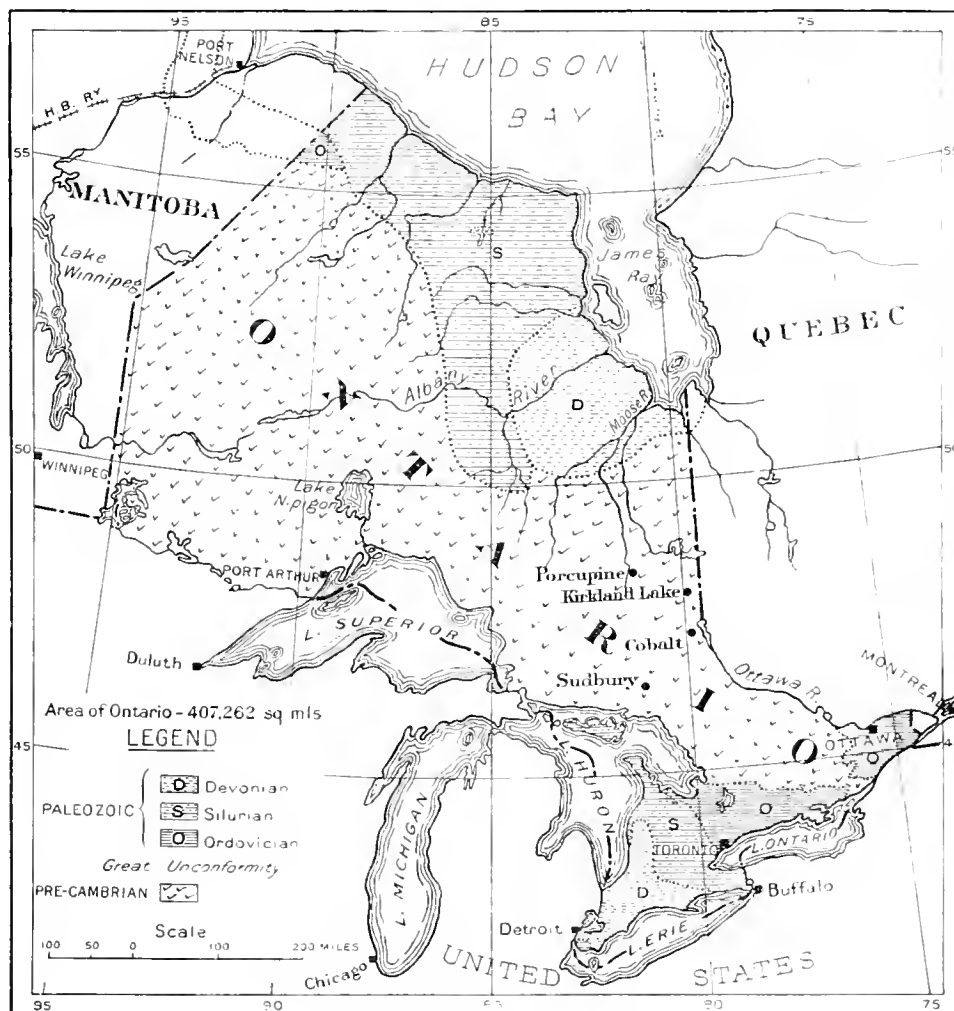 95 85 75
PORT
NELSON
HUDSON
BAY
H.B. RY
55 55
O
MANITOBA
Lake
Winnipeg
S
James
Bay
QUEBEC
ONTARIO
Albany River
D
Moose R.
50 50
WINNIPEG
Lake
Nipigon
PORT ARTHUR
Porcupine
Kirkland Lake
L. SUPERIOR
Cobalt
Duluth
Sudbury
Ottawa R.
MONTREAL
Area of Ontario - 407,262 sq mls
45
OTTAWA
O
LEGEND
L. HURON
PALEOZOIC
D Devonian
S Silurian
O Ordovician
Great Unconformity
PRE-CAMBRIAN
L. MICHIGAN
S
O
TORONTO
L. ONTARIO
D
Buffalo
Scale
100 50 0 100 200 MILES
Detroit
L. ERIE
Chicago
UNITED STATES
95 90 80 75